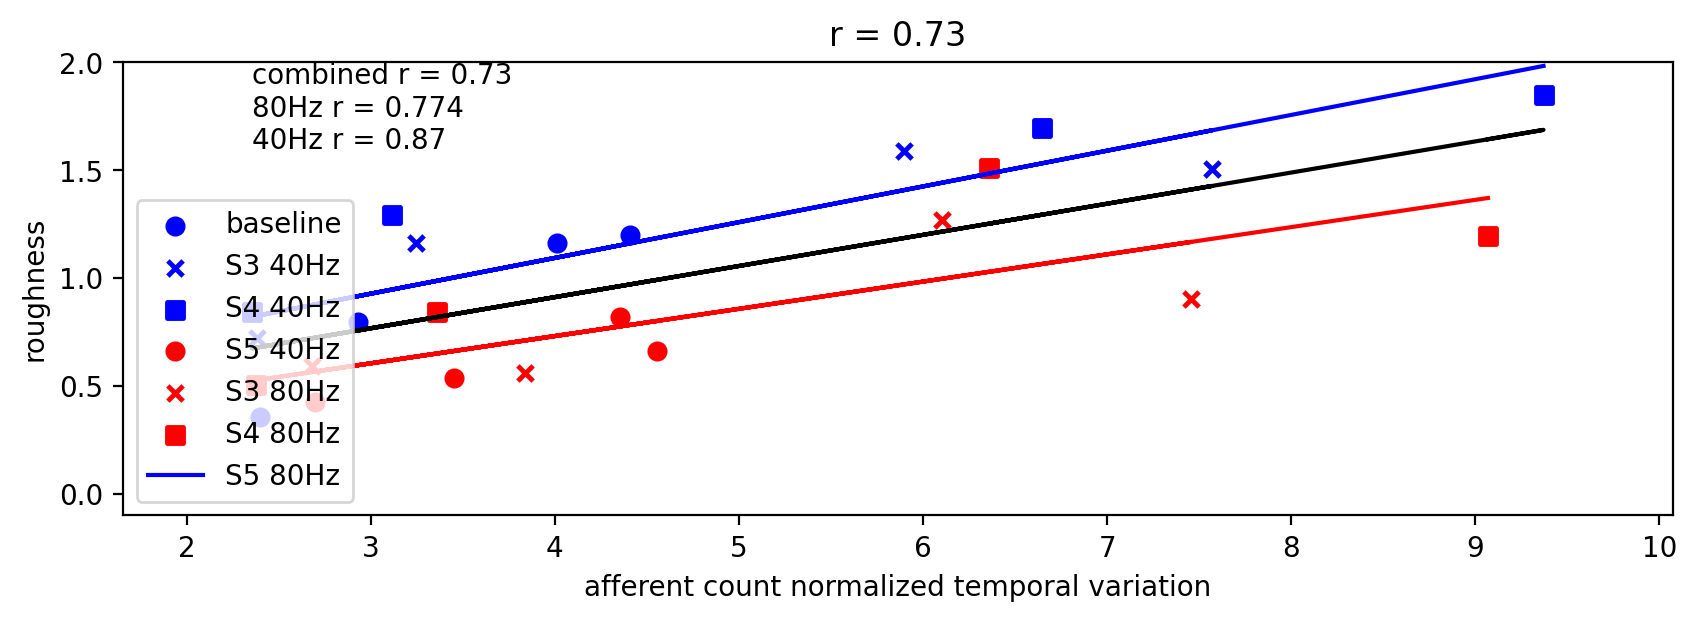 r = 0.73
combined r = 0.73
80Hz r = 0.774
40Hz r = 0.87
baseline
S3 40Hz
S4 40Hz
S5 40Hz
S3 80Hz
S4 80Hz
S5 80Hz
roughness
2.0
1.5
1.0
0.5
0.0
2 3 4 5 6 7 8 9 10
afferent count normalized temporal variation